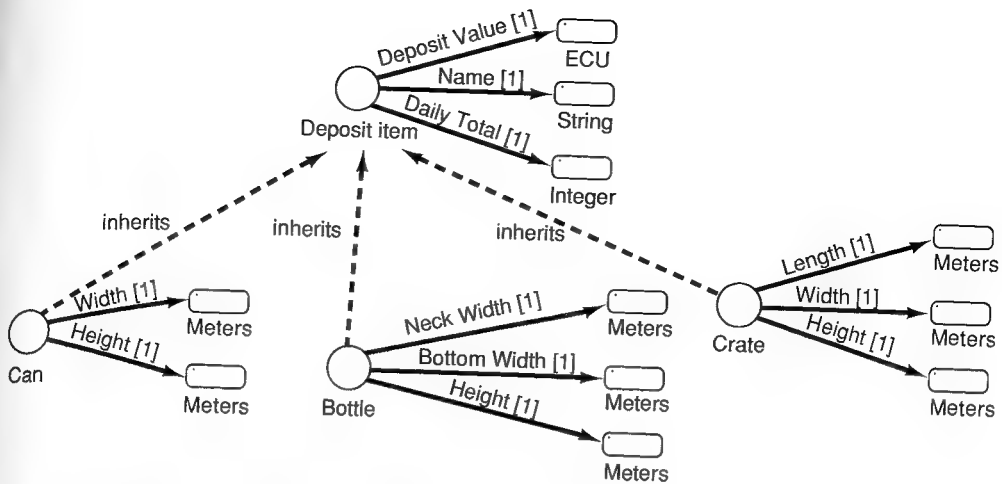 Deposit Value [1]
ECU
Name [1]
String
Daily Total [1]
Integer
Deposit item
inherits
inherits
inherits
Width [1]
Meters
Height [1]
Meters
Can
Neck Width [1]
Meters
Bottom Width [1]
Meters
Height [1]
Meters
Bottle
Length [1]
Meters
Width [1]
Meters
Height [1]
Meters
Crate